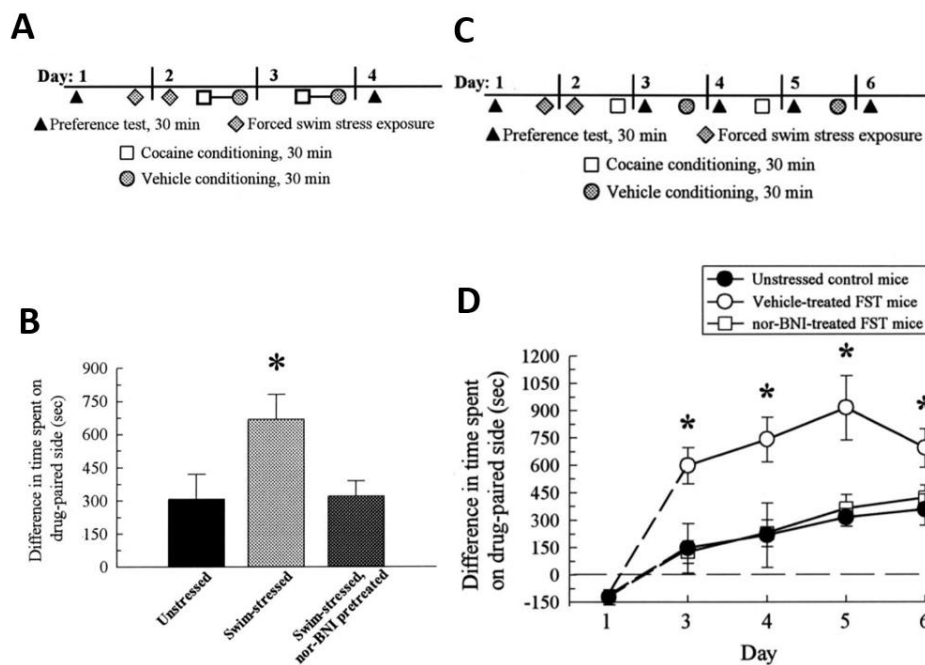 A
Day: 1 2 3 4
Preference test, 30 min Forced swim stress exposure
Cocaine conditioning, 30 min
Vehicle conditioning, 30 min
C
Day: 1 2 3 4 5 6
Preference test, 30 min Forced swim stress exposure
Cocaine conditioning, 30 min
Vehicle conditioning, 30 min
B
Difference in time spent on
drug-paired side (sec)
900
750
600
450
300
150
0
*
Unstressed
Swim-stressed
Swim-stressed,
nor-BNI pretreated
D
Unstressed control mice
Vehicle-treated FST mice
nor-BNI-treated FST mice
Difference in time spent
on drug-paired side (sec)
1200
1050
900
750
600
450
300
150
0
-150
* * * *
1 3 4 5 6
Day